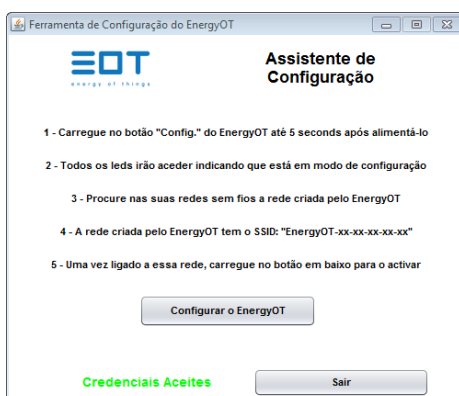 Ferramenta de Configuração do EnergyOT
EOT
energy of things
Assistente de
Configuração
1 - Carregue no botão "Config." do EnergyOT até 5 seconds após alimentá-lo
2 - Todos os leds irão aceder indicando que está em modo de configuração
3 - Procure nas suas redes sem fios a rede criada pelo EnergyOT
4 - A rede criada pelo EnergyOT tem o SSID: "EnergyOT-xx-xx-xx-xx-xx"
5 - Uma vez ligado a essa rede, carregue no botão em baixo para o activar
Configurar o EnergyOT
Credenciais Aceites
Sair